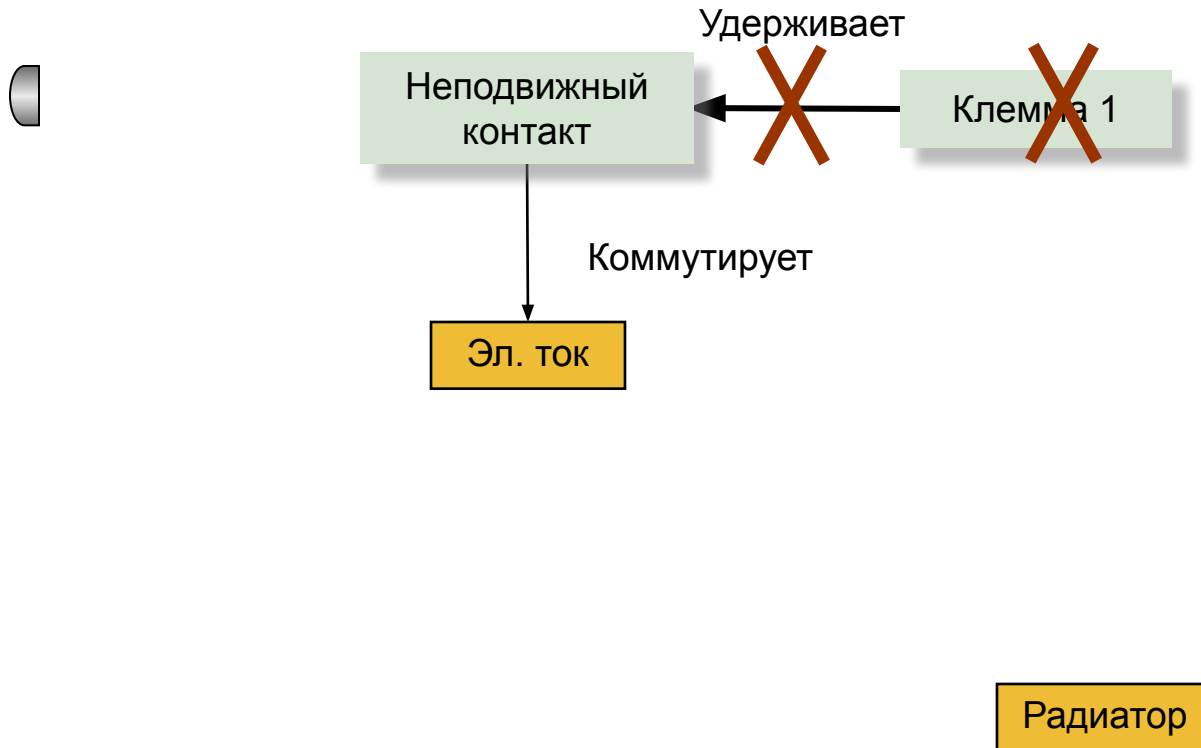 Удерживает
Неподвижный
контакт
Клемма 1
Коммутирует
Эл. ток
Радиатор